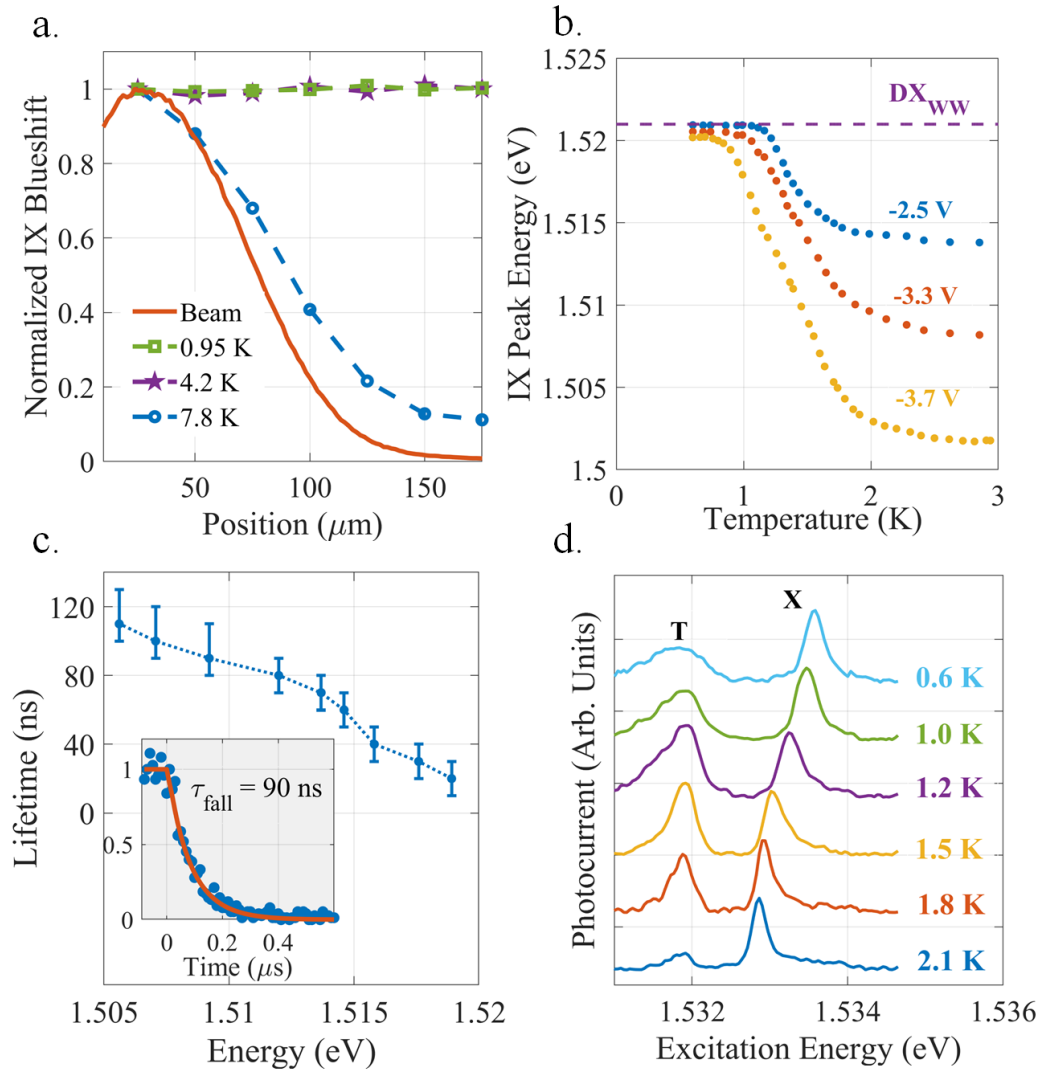 a.
Normalized IX Blueshift
1
0.8
0.6
0.4
0.2
0
Beam
0.95 K
4.2 K
7.8 K
50
100
150
Position (μm)
b.
IX Peak Energy (eV)
1.525
1.52
1.515
1.51
1.505
1.5
DX_WW
-2.5 V
-3.3 V
-3.7 V
0
1
2
3
Temperature (K)
c.
Lifetime (ns)
120
80
40
0
1
0.5
0
τ_fall = 90 ns
0
0.2
0.4
Time (μs)
1.505
1.51
1.515
1.52
Energy (eV)
d.
Photocurrent (Arb. Units)
T
X
0.6 K
1.0 K
1.2 K
1.5 K
1.8 K
2.1 K
1.532
1.534
1.536
Excitation Energy (eV)